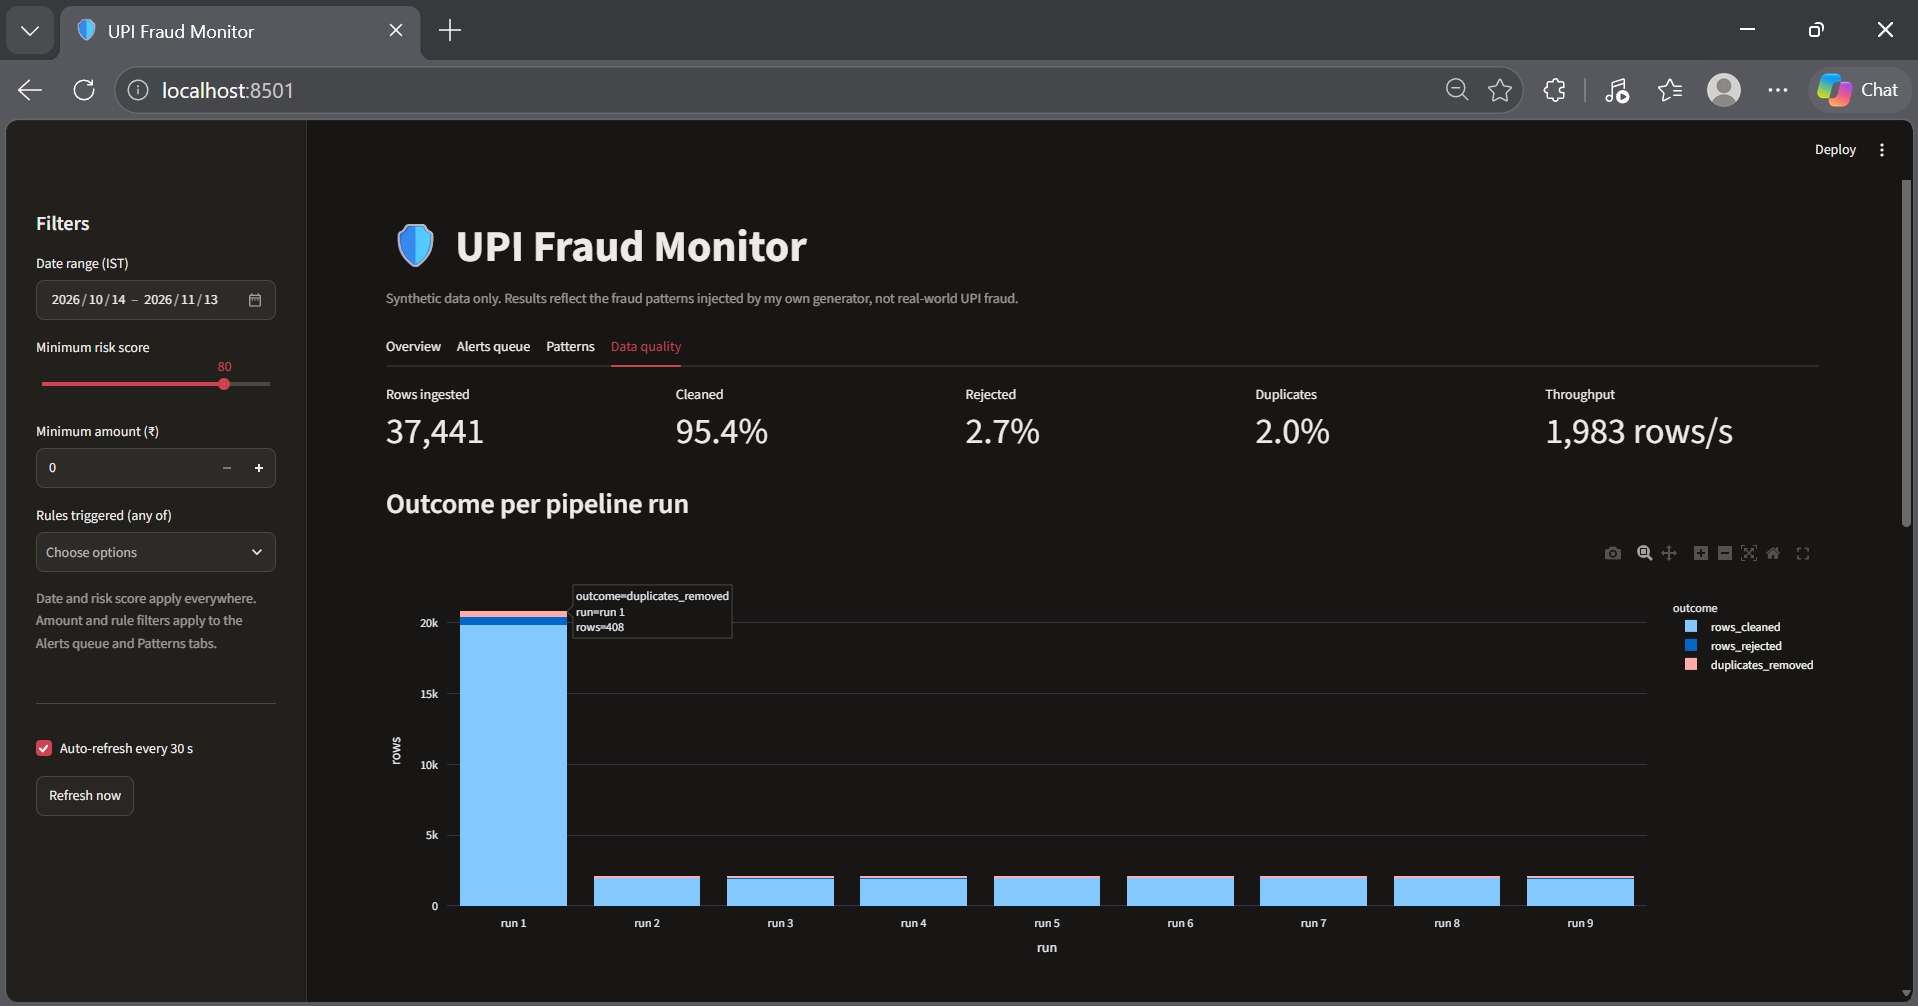 UPI Fraud Monitor
localhost:8501
Chat
Deploy
Filters
Date range (IST)
2026/10/14 – 2026/11/13
Minimum risk score
80
Minimum amount (₹)
0
Rules triggered (any of)
Choose options
Date and risk score apply everywhere.
Amount and rule filters apply to the
Alerts queue and Patterns tabs.
Auto-refresh every 30 s
Refresh now
UPI Fraud Monitor
Synthetic data only. Results reflect the fraud patterns injected by my own generator, not real-world UPI fraud.
Overview Alerts queue Patterns Data quality
Rows ingested Cleaned Rejected Duplicates Throughput
37,441 95.4% 2.7% 2.0% 1,983 rows/s
Outcome per pipeline run
outcome=duplicates_removed
run=run 1
rows=408
outcome
rows_cleaned
rows_rejected
duplicates_removed
20k
15k
10k
5k
0
rows
run 1 run 2 run 3 run 4 run 5 run 6 run 7 run 8 run 9
run